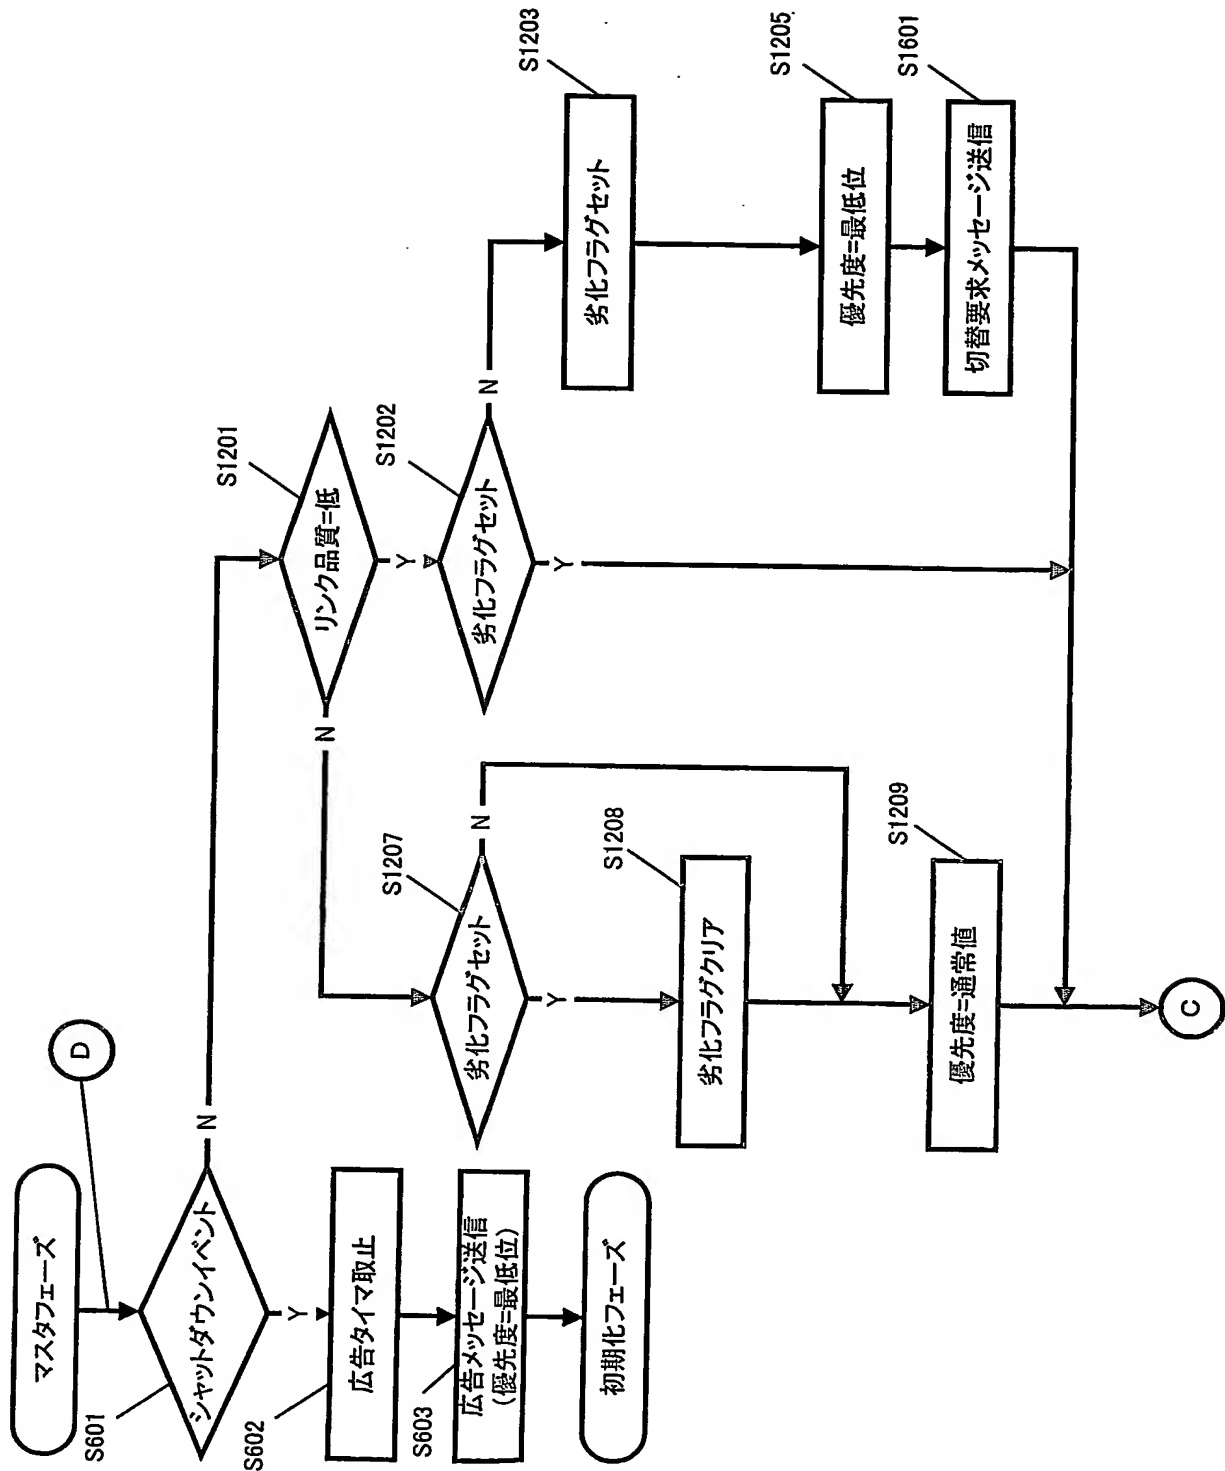 マスタフェーズ
D
シャットダウンイベント
S601
N
Y
広告タイマ取止
S602
広告メッセージ送信
(優先度=最低位)
S603
初期化フェーズ
リンク品質=低
S1201
N
Y
劣化フラグセット
S1202
N
Y
劣化フラグセット
S1203
優先度=最低位
S1205
切替要求メッセージ送信
S1601
劣化フラグセット
S1207
N
Y
劣化フラグクリア
S1208
優先度=通常値
S1209
C